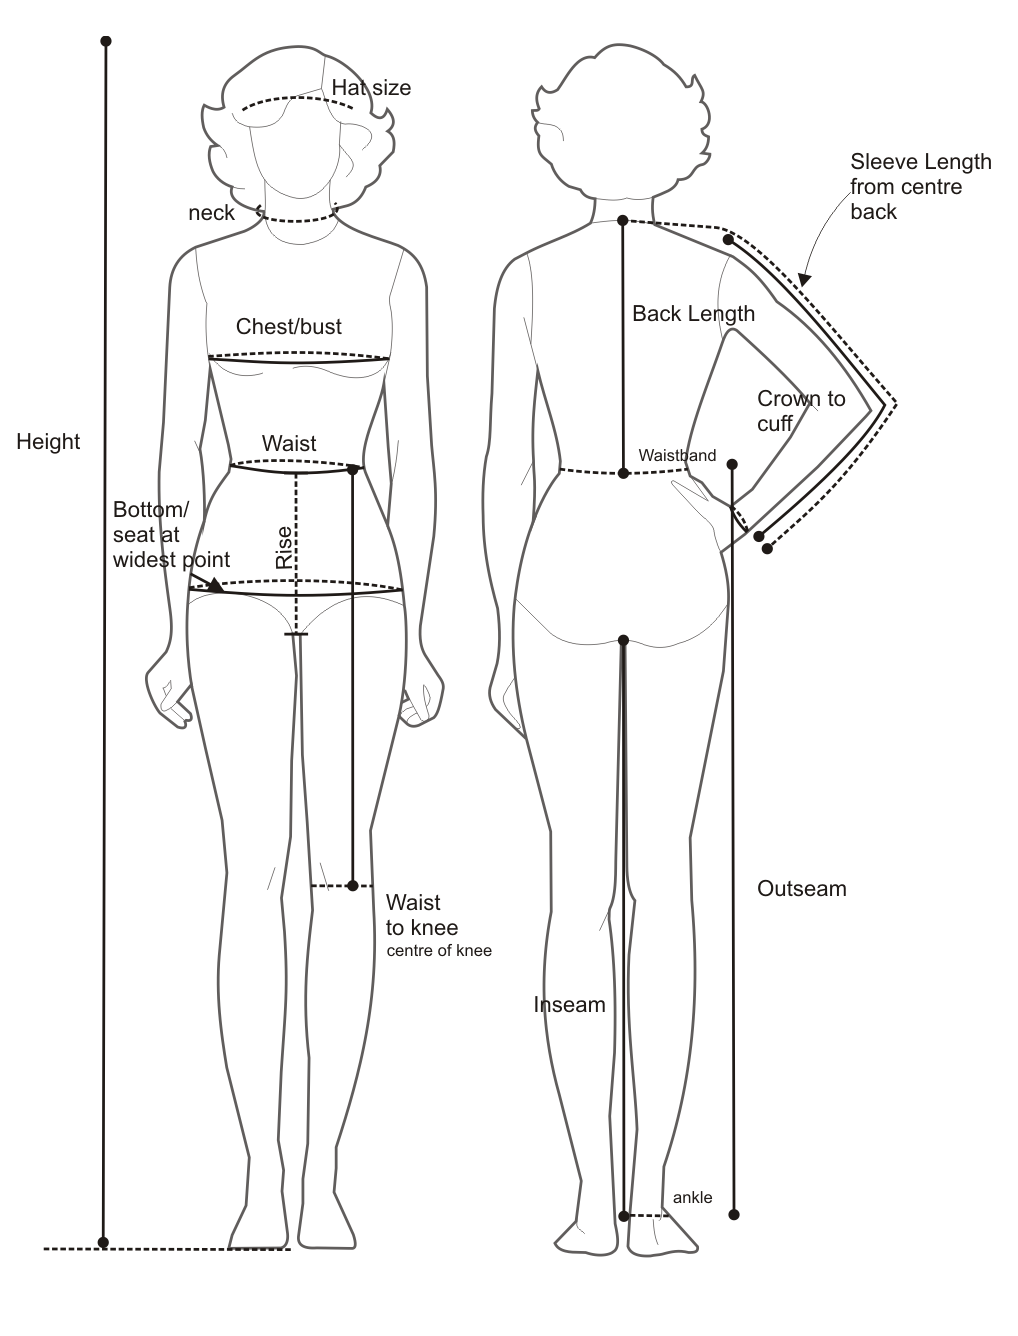 Hat size
neck
Chest/bust
Height
Waist
Bottom/
seat at
widest point
Rise
Waist
to knee
centre of knee
Sleeve Length
from centre
back
Back Length
Crown to
cuff
Waistband
Outseam
Inseam
ankle